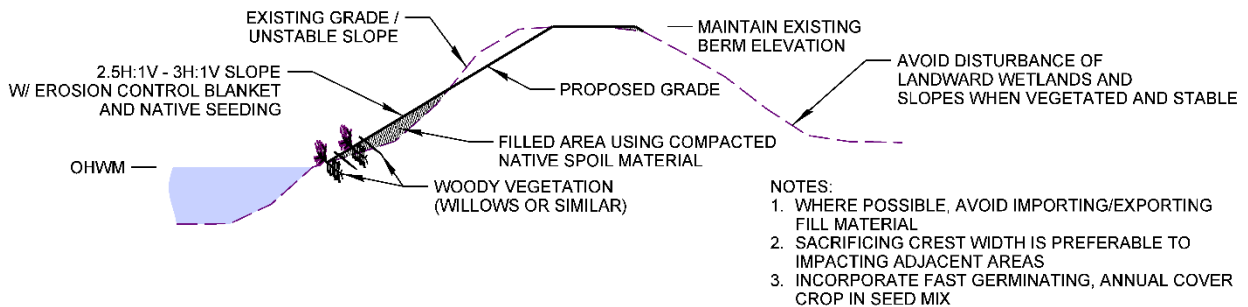 EXISTING GRADE /
UNSTABLE SLOPE
MAINTAIN EXISTING
BERM ELEVATION
2.5H:1V - 3H:1V SLOPE
W/ EROSION CONTROL BLANKET
AND NATIVE SEEDING
AVOID DISTURBANCE OF
LANDWARD WETLANDS AND
SLOPES WHEN VEGETATED AND STABLE
PROPOSED GRADE
FILLED AREA USING COMPACTED
NATIVE SPOIL MATERIAL
OHWM
WOODY VEGETATION
(WILLOWS OR SIMILAR)
NOTES:
1. WHERE POSSIBLE, AVOID IMPORTING/EXPORTING
FILL MATERIAL
2. SACRIFICING CREST WIDTH IS PREFERABLE TO
IMPACTING ADJACENT AREAS
3. INCORPORATE FAST GERMINATING, ANNUAL COVER
CROP IN SEED MIX